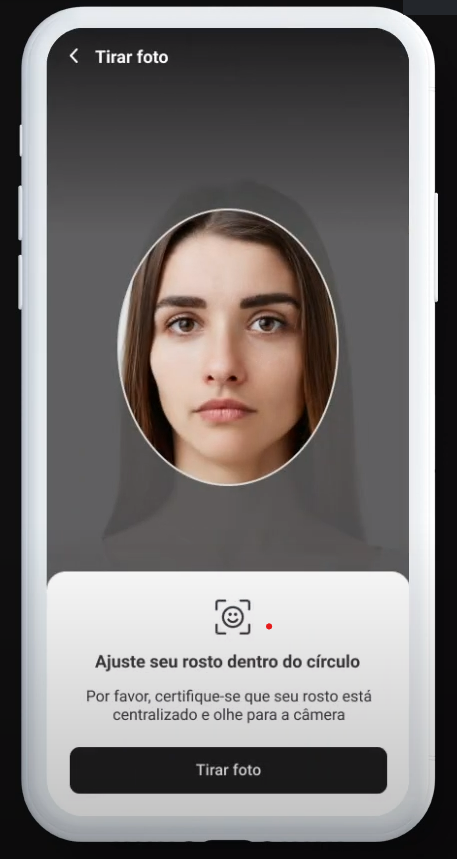 Tirar foto
Ajuste seu rosto dentro do círculo
Por favor, certifique-se que seu rosto está
centralizado e olhe para a câmera
Tirar foto